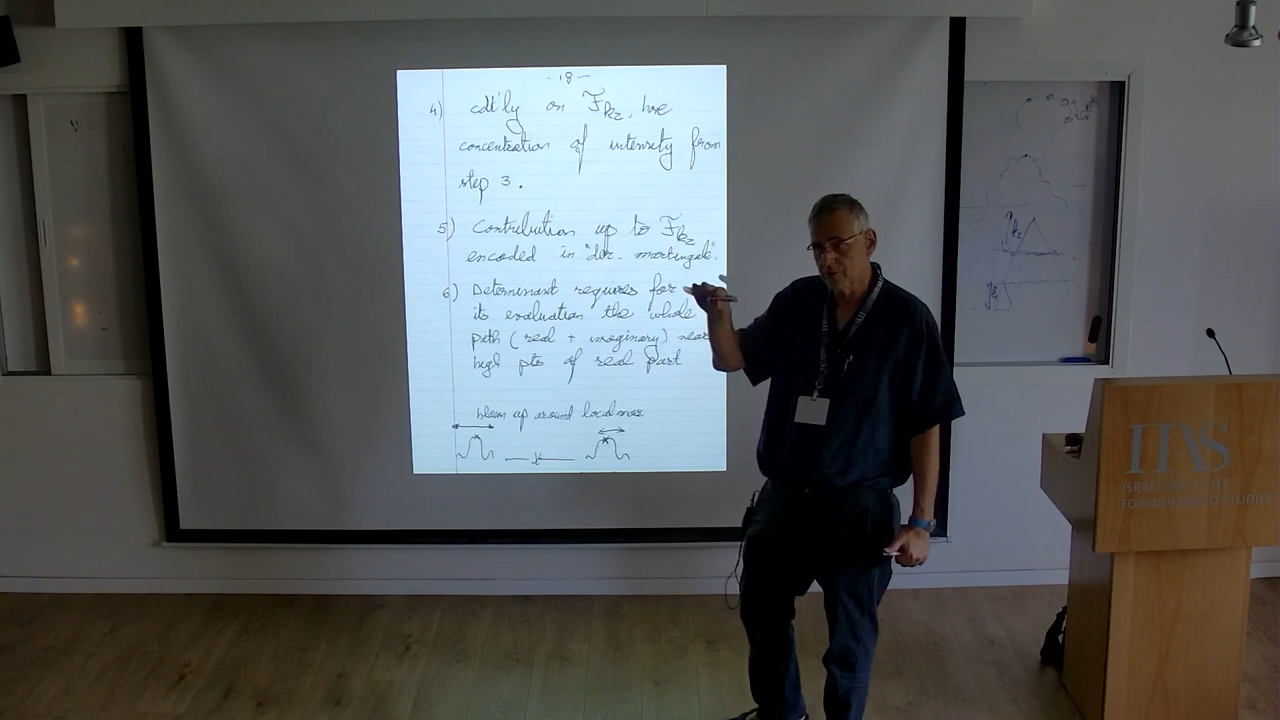 - 18 -
4) cdt'ly on F_{k_2}, have
concentration of intensity from
step 3.
5) Contribution up to F_{k_2}
encoded in "der. martingale".
6) Determinant requires for
its evaluation the whole
path (real + imaginary) near
high pts of real part
blow up around local max
IIAS
ISRAEL INSTITUTE
FOR ADVANCED STUDIES